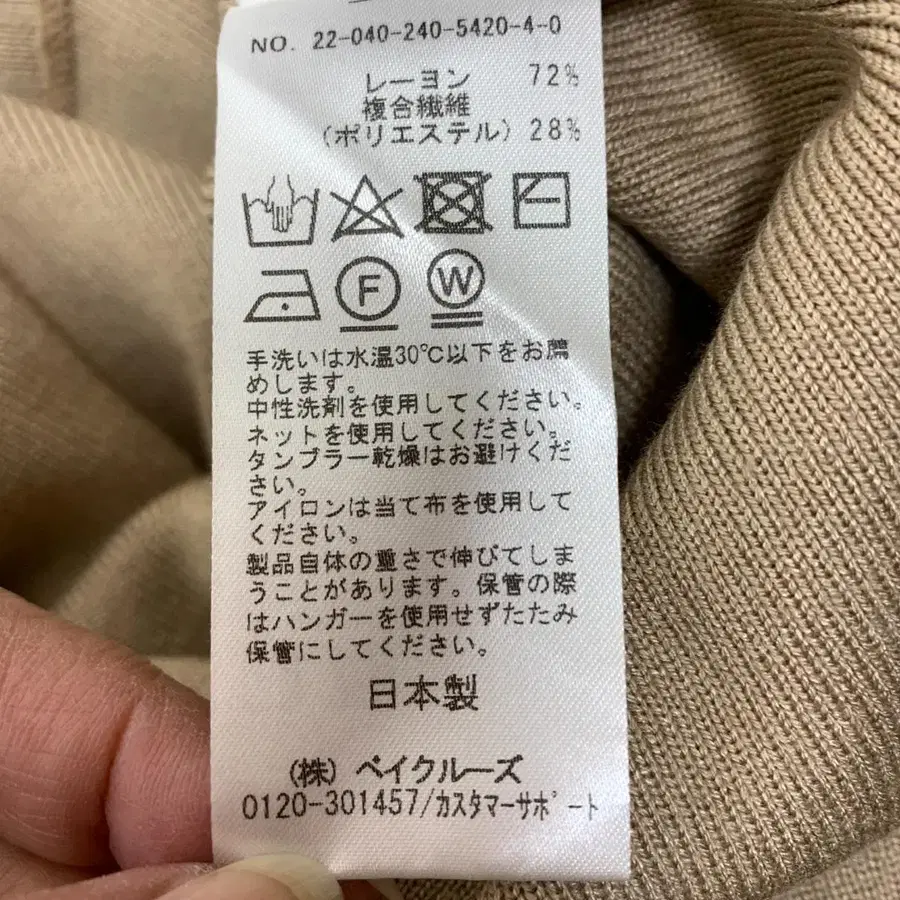 NO. 22-040-240-5420-4-0
レーヨン 72%
複合繊維
(ポリエステル) 28%
F
W
手洗いは水温30℃以下をお薦
めします。
中性洗剤を使用してください。
ネットを使用してください。
タンブラー乾燥はお避けくだ
さい。
アイロンは当て布を使用して
ください。
製品自体の重さで伸びてしま
うことがあります。保管の際
はハンガーを使用せずたたみ
保管にしてください。
日本製
(株) ベイクルーズ
0120-301457/カスタマーサポート